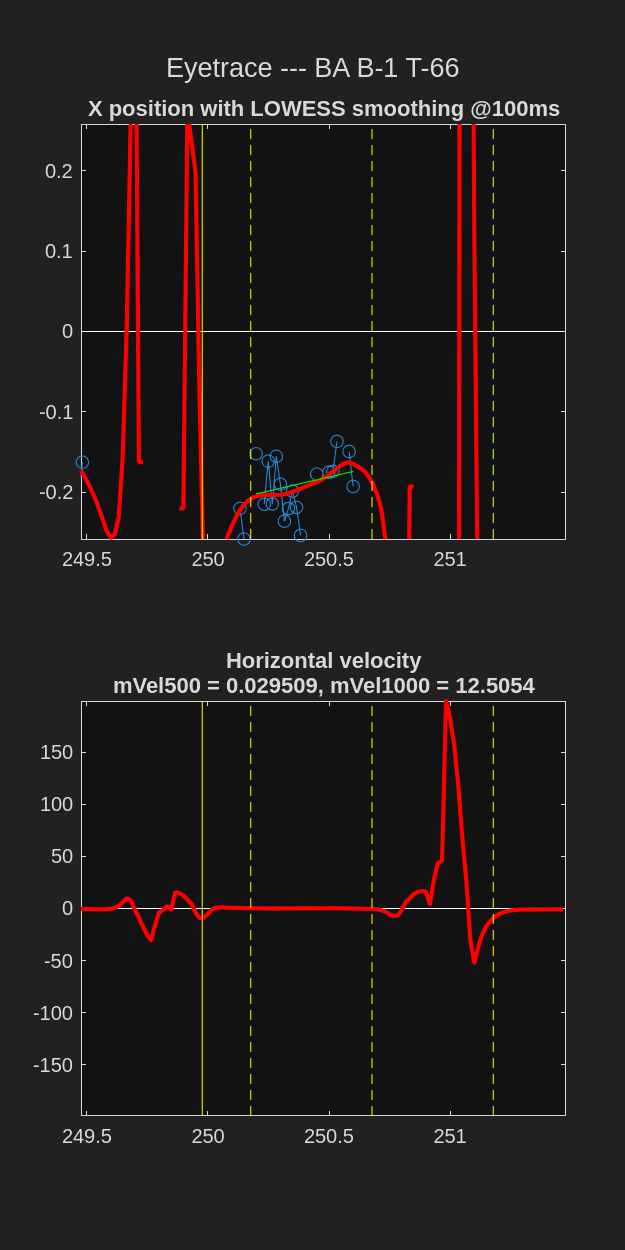 Eyetrace --- BA B-1 T-66
X position with LOWESS smoothing @100ms
0.2
0.1
0
-0.1
-0.2
249.5 250 250.5 251
Horizontal velocity
mVel500 = 0.029509, mVel1000 = 12.5054
150
100
50
0
-50
-100
-150
249.5 250 250.5 251